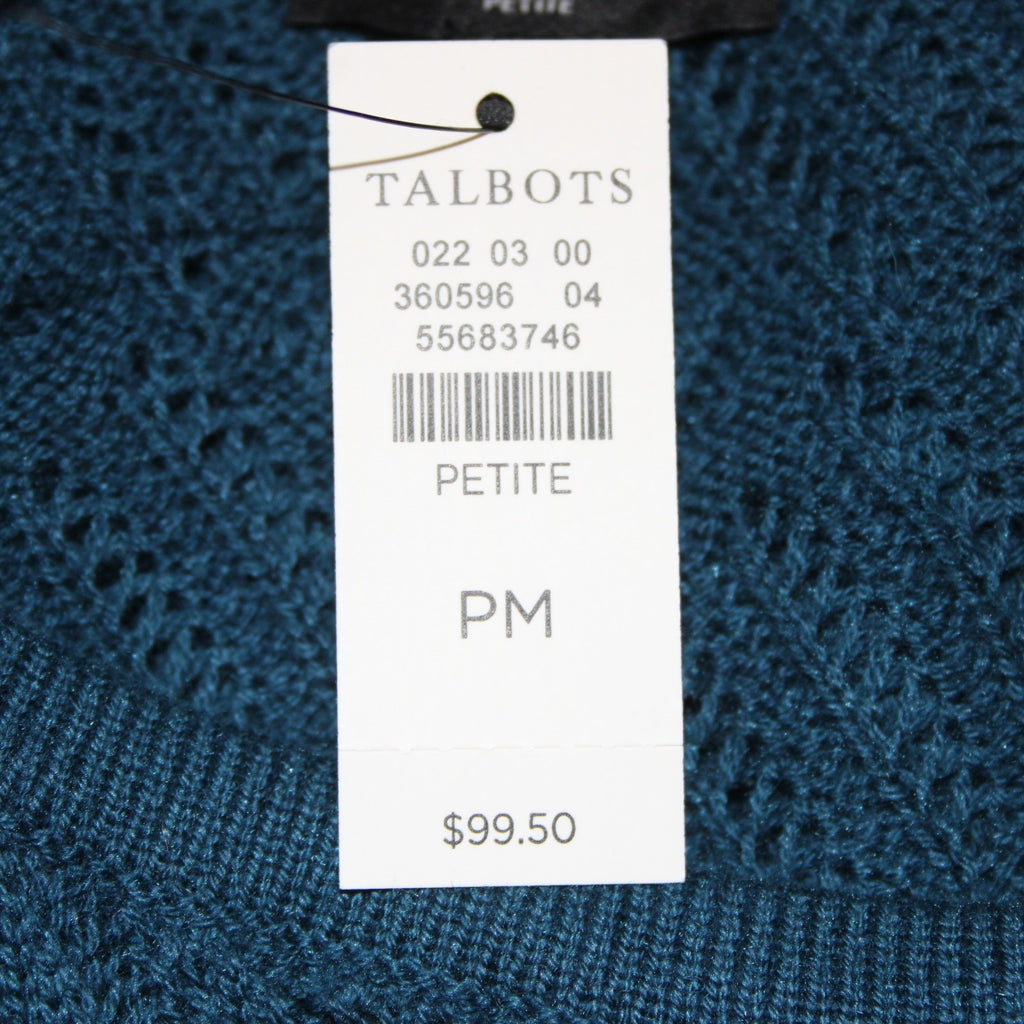 PETITE
TALBOTS
022 03 00
360596 04
55683746
PETITE
PM
$99.50